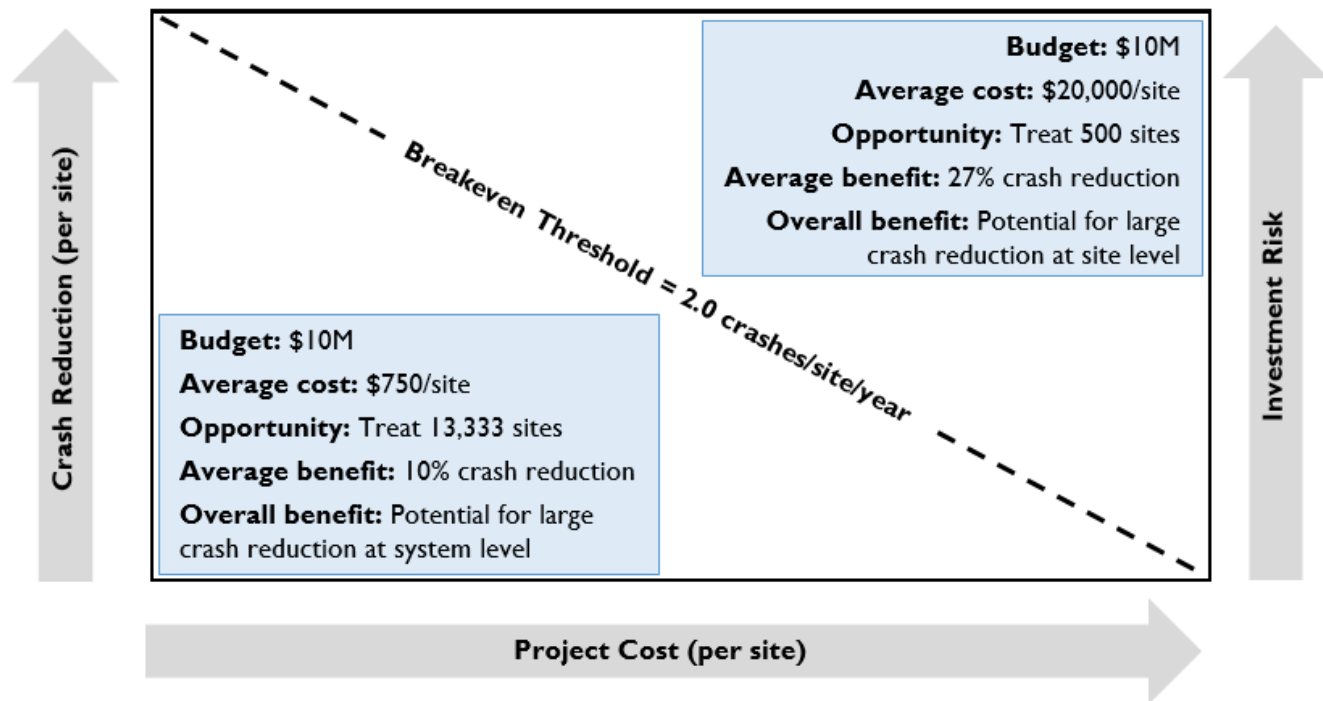 Crash Reduction (per site)
Budget: $10M
Average cost: $20,000/site
Opportunity: Treat 500 sites
Average benefit: 27% crash reduction
Overall benefit: Potential for large
crash reduction at site level
Breakeven Threshold = 2.0 crashes/site/year
Budget: $10M
Average cost: $750/site
Opportunity: Treat 13,333 sites
Average benefit: 10% crash reduction
Overall benefit: Potential for large
crash reduction at system level
Investment Risk
Project Cost (per site)